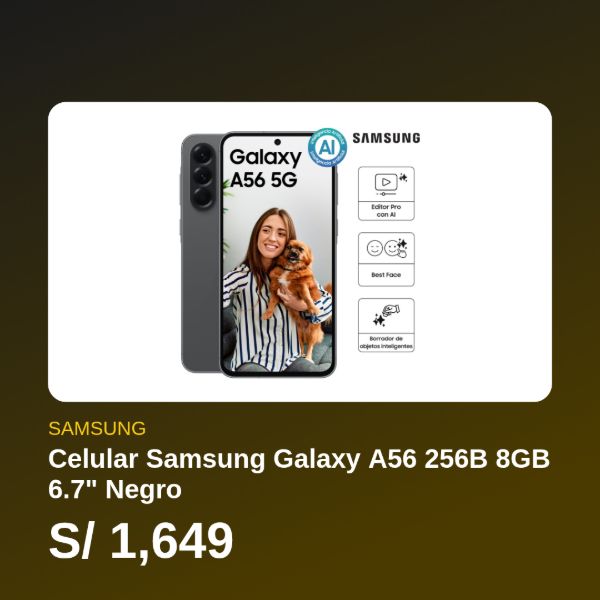 Galaxy
A56 5G
AI
SAMSUNG
Editor Pro
con AI
Best Face
Borrador de
objetos inteligentes
SAMSUNG
Celular Samsung Galaxy A56 256B 8GB
6.7" Negro
S/ 1,649